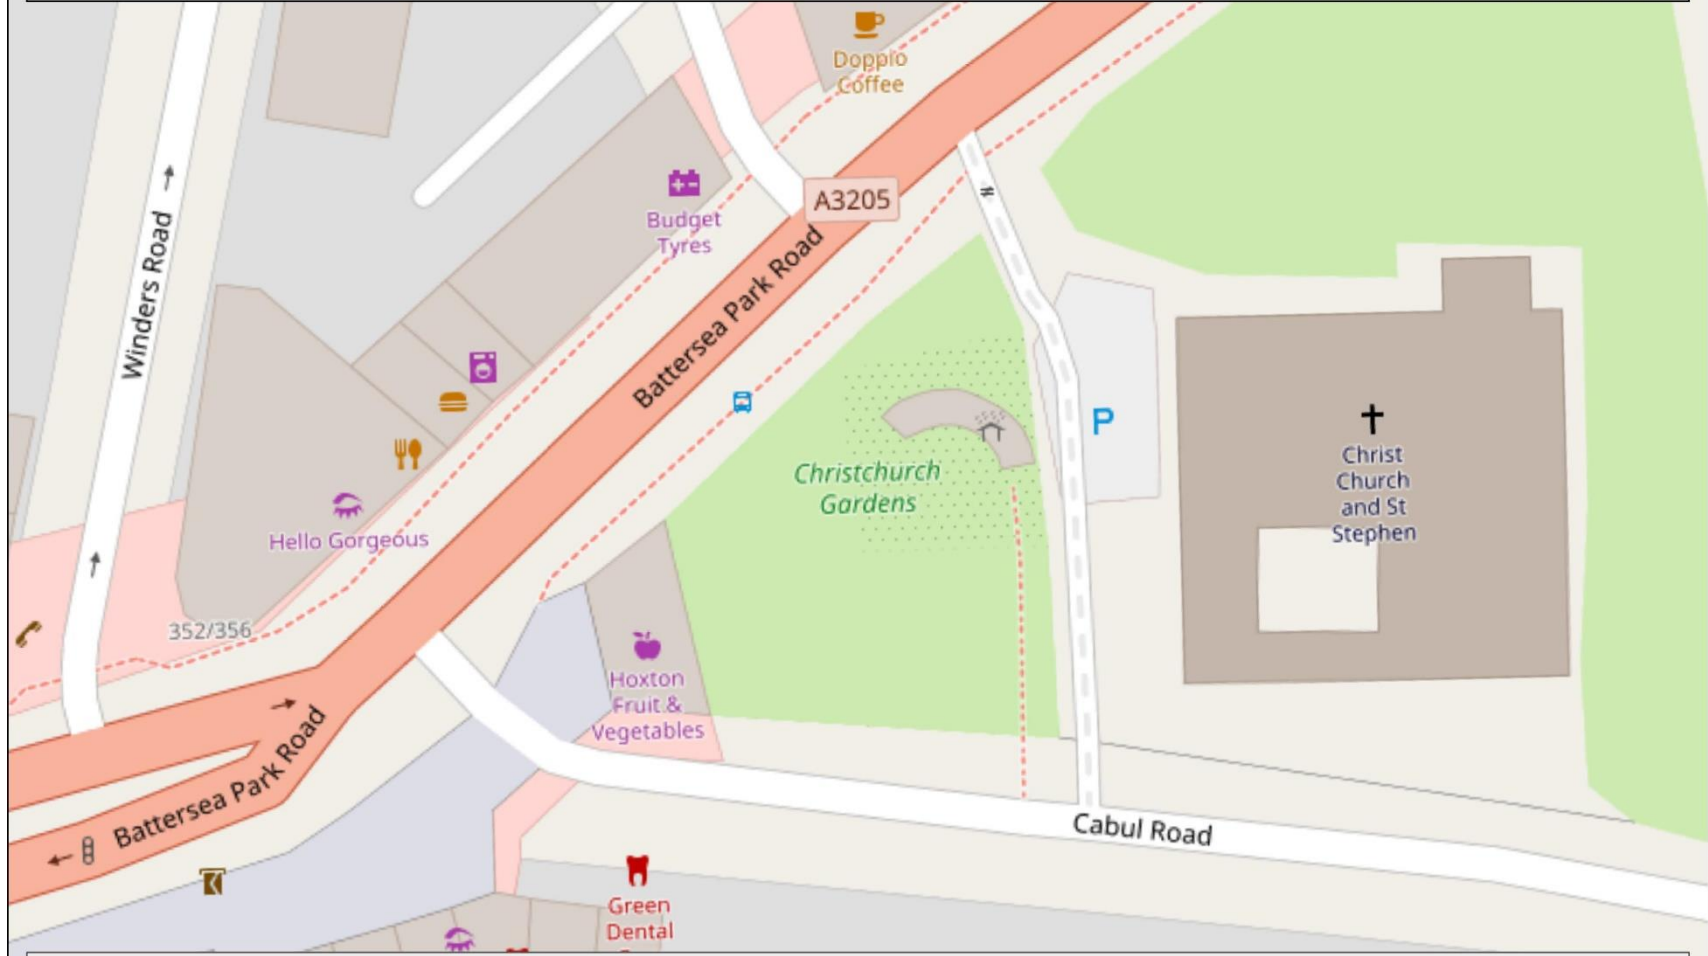 Doppio
Coffee
Budget
Tyres
A3205
Winders Road
Battersea Park Road
P
Christchurch
Gardens
Christ
Church
and St
Stephen
Hello Gorgeous
352/356
Hoxton
Fruit &
Vegetables
Battersea Park Road
Cabul Road
Green
Dental